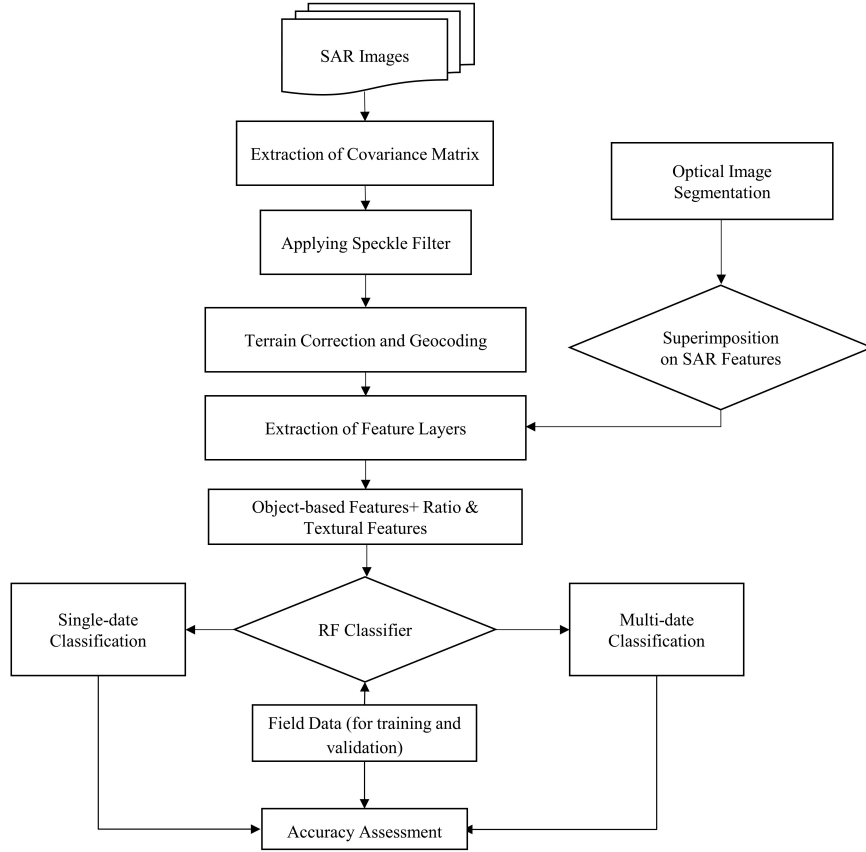 SAR Images
Extraction of Covariance Matrix
Optical Image
Segmentation
Applying Speckle Filter
Terrain Correction and Geocoding
Superimposition
on SAR Features
Extraction of Feature Layers
Object-based Features+ Ratio &
Textural Features
Single-date
Classification
RF Classifier
Multi-date
Classification
Field Data (for training and
validation)
Accuracy Assessment